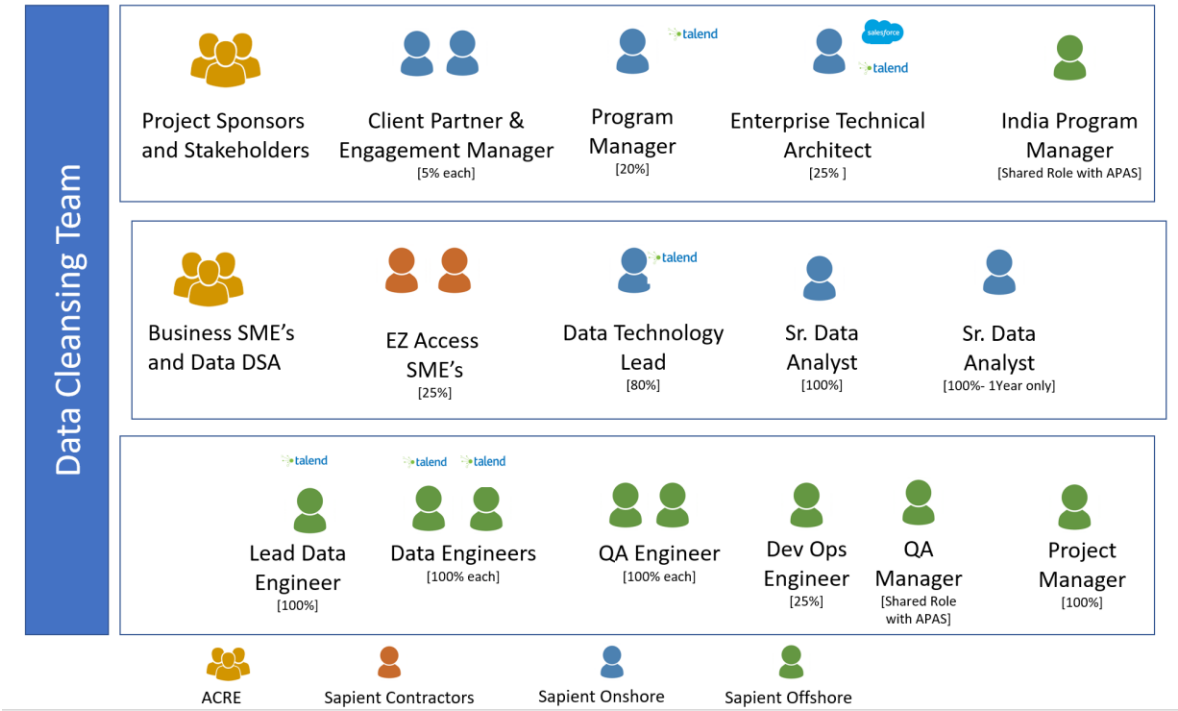 Data Cleansing Team
Project Sponsors
and Stakeholders
Client Partner &
Engagement Manager
[5% each]
talend
Program
Manager
[20%]
salesforce
talend
Enterprise Technical
Architect
[25% ]
India Program
Manager
[Shared Role with APAS]
Business SME's
and Data DSA
EZ Access
SME's
[25%]
talend
Data Technology
Lead
[80%]
Sr. Data
Analyst
[100%]
Sr. Data
Analyst
[100%- 1Year only]
talend
Lead Data
Engineer
[100%]
talend talend
Data Engineers
[100% each]
QA Engineer
[100% each]
Dev Ops
Engineer
[25%]
QA
Manager
[Shared Role
with APAS]
Project
Manager
[100%]
ACRE
Sapient Contractors
Sapient Onshore
Sapient Offshore